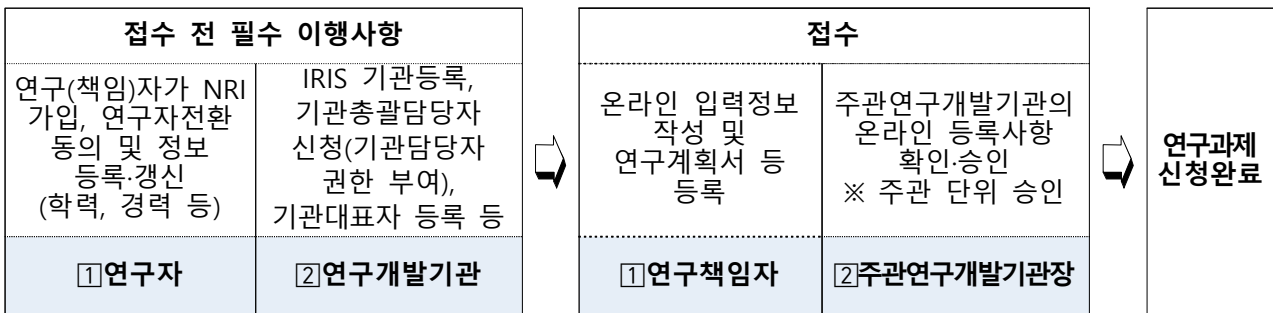 접수 전 필수 이행사항
연구(책임)자가 NRI
가입, 연구자전환
동의 및 정보
등록·갱신
(학력, 경력 등)
IRIS 기관등록,
기관총괄담당자
신청(기관담당자
권한 부여),
기관대표자 등록 등
1연구자
2연구개발기관
접수
온라인 입력정보
작성 및
연구계획서 등
등록
주관연구개발기관의
온라인 등록사항
확인·승인
※ 주관 단위 승인
1연구책임자
2주관연구개발기관장
연구과제
신청완료